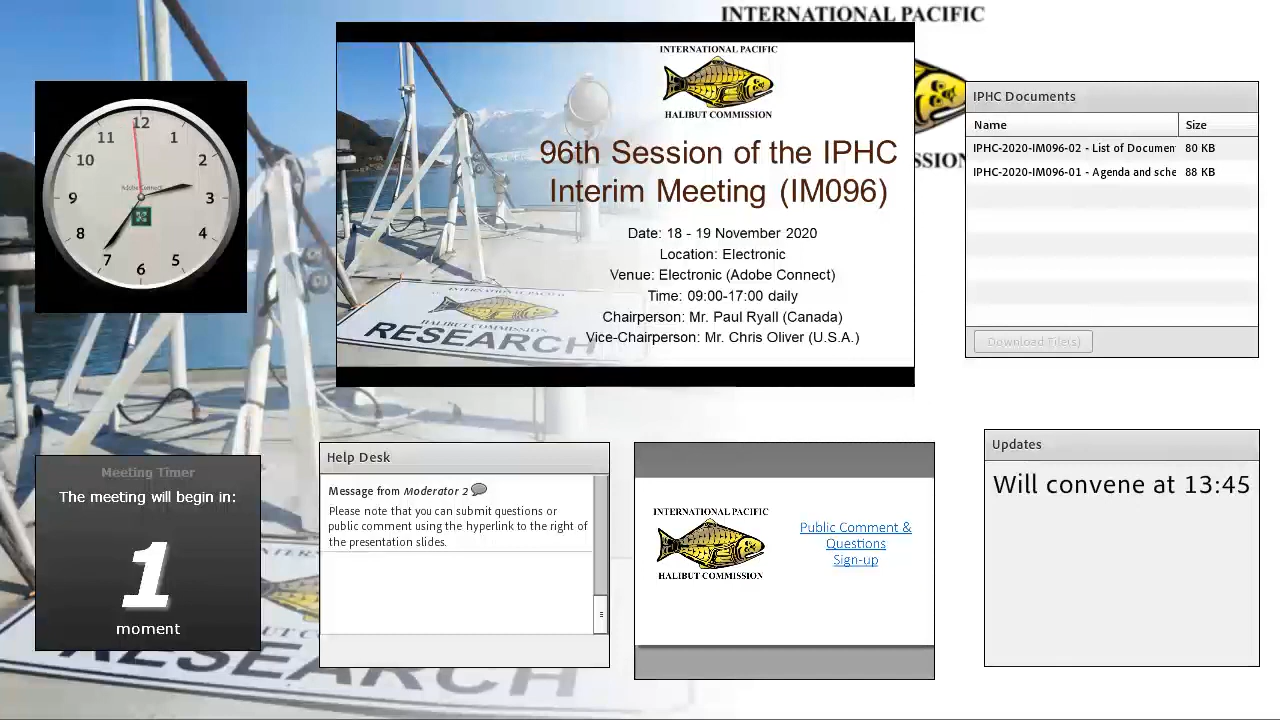 INTERNATIONAL PACIFIC
12
11
1
10
2
Adobe Connect
9
3
8
4
7
5
6
INTERNATIONAL PACIFIC
HALIBUT COMMISSION
96th Session of the IPHC
Interim Meeting (IM096)
Date: 18 - 19 November 2020
Location: Electronic
Venue: Electronic (Adobe Connect)
Time: 09:00-17:00 daily
Chairperson: Mr. Paul Ryall (Canada)
Vice-Chairperson: Mr. Chris Oliver (U.S.A.)
RESEARCH
IPHC Documents
Name Size
IPHC-2020-IM096-02 - List of Documen 80 KB
IPHC-2020-IM096-01 - Agenda and sche 88 KB
Download File(s)
Meeting Timer
The meeting will begin in:
1
moment
Help Desk
Message from Moderator 2
Please note that you can submit questions or
public comment using the hyperlink to the right of
the presentation slides.
INTERNATIONAL PACIFIC
HALIBUT COMMISSION
Public Comment &
Questions
Sign-up
Updates
Will convene at 13:45
RESEARCH